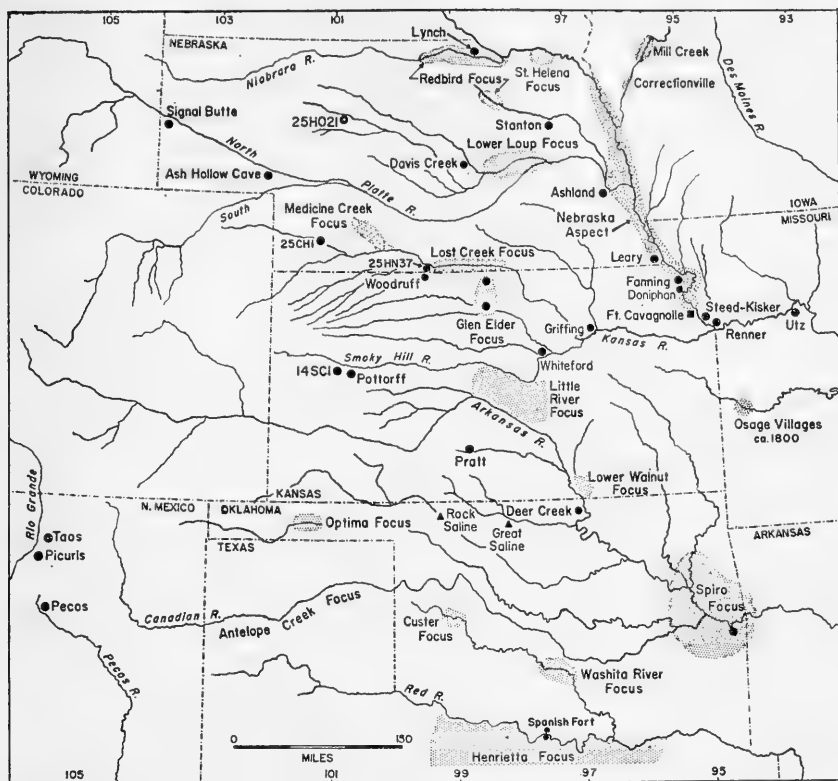 105
103
101
97
95
93
NEBRASKA
Lynch
Mill Creek
Niobrara R.
Redbird Focus
St. Helena
Focus
Correctionville
Des Moines R.
Signal Butte
25HO21
Stanton
Lower Loup Focus
North
Davis Creek
Ash Hollow Cave
Platte R.
Ashland
WYOMING
COLORADO
South
IOWA
MISSOURI
Medicine Creek
Focus
Nebraska
Aspect
25CH1
Lost Creek Focus
25HN37
Leary
Woodruff
Fanning
Doniphan
Steed-Kisker
Ft. Cavagnolle
Utz
Glen Elder
Focus
Griffing
Kansas R.
Renner
Smoky Hill R.
Whiteford
14SC1
Pottorff
Little
River
Focus
Arkansas R.
Osage Villages
ca. 1800
Pratt
Lower Walnut
Focus
Rio Grande
KANSAS
N. MEXICO
OKLAHOMA
Deer Creek
Rock
Saline
Great
Saline
Optima Focus
ARKANSAS
Taos
TEXAS
Picuris
Spiro
Focus
Pecos
Canadian R.
Antelope Creek Focus
Custer Focus
Washita River
Focus
Pecos R.
Red R.
Spanish Fort
0
150
MILES
Henrietta Focus
105
101
99
97
95